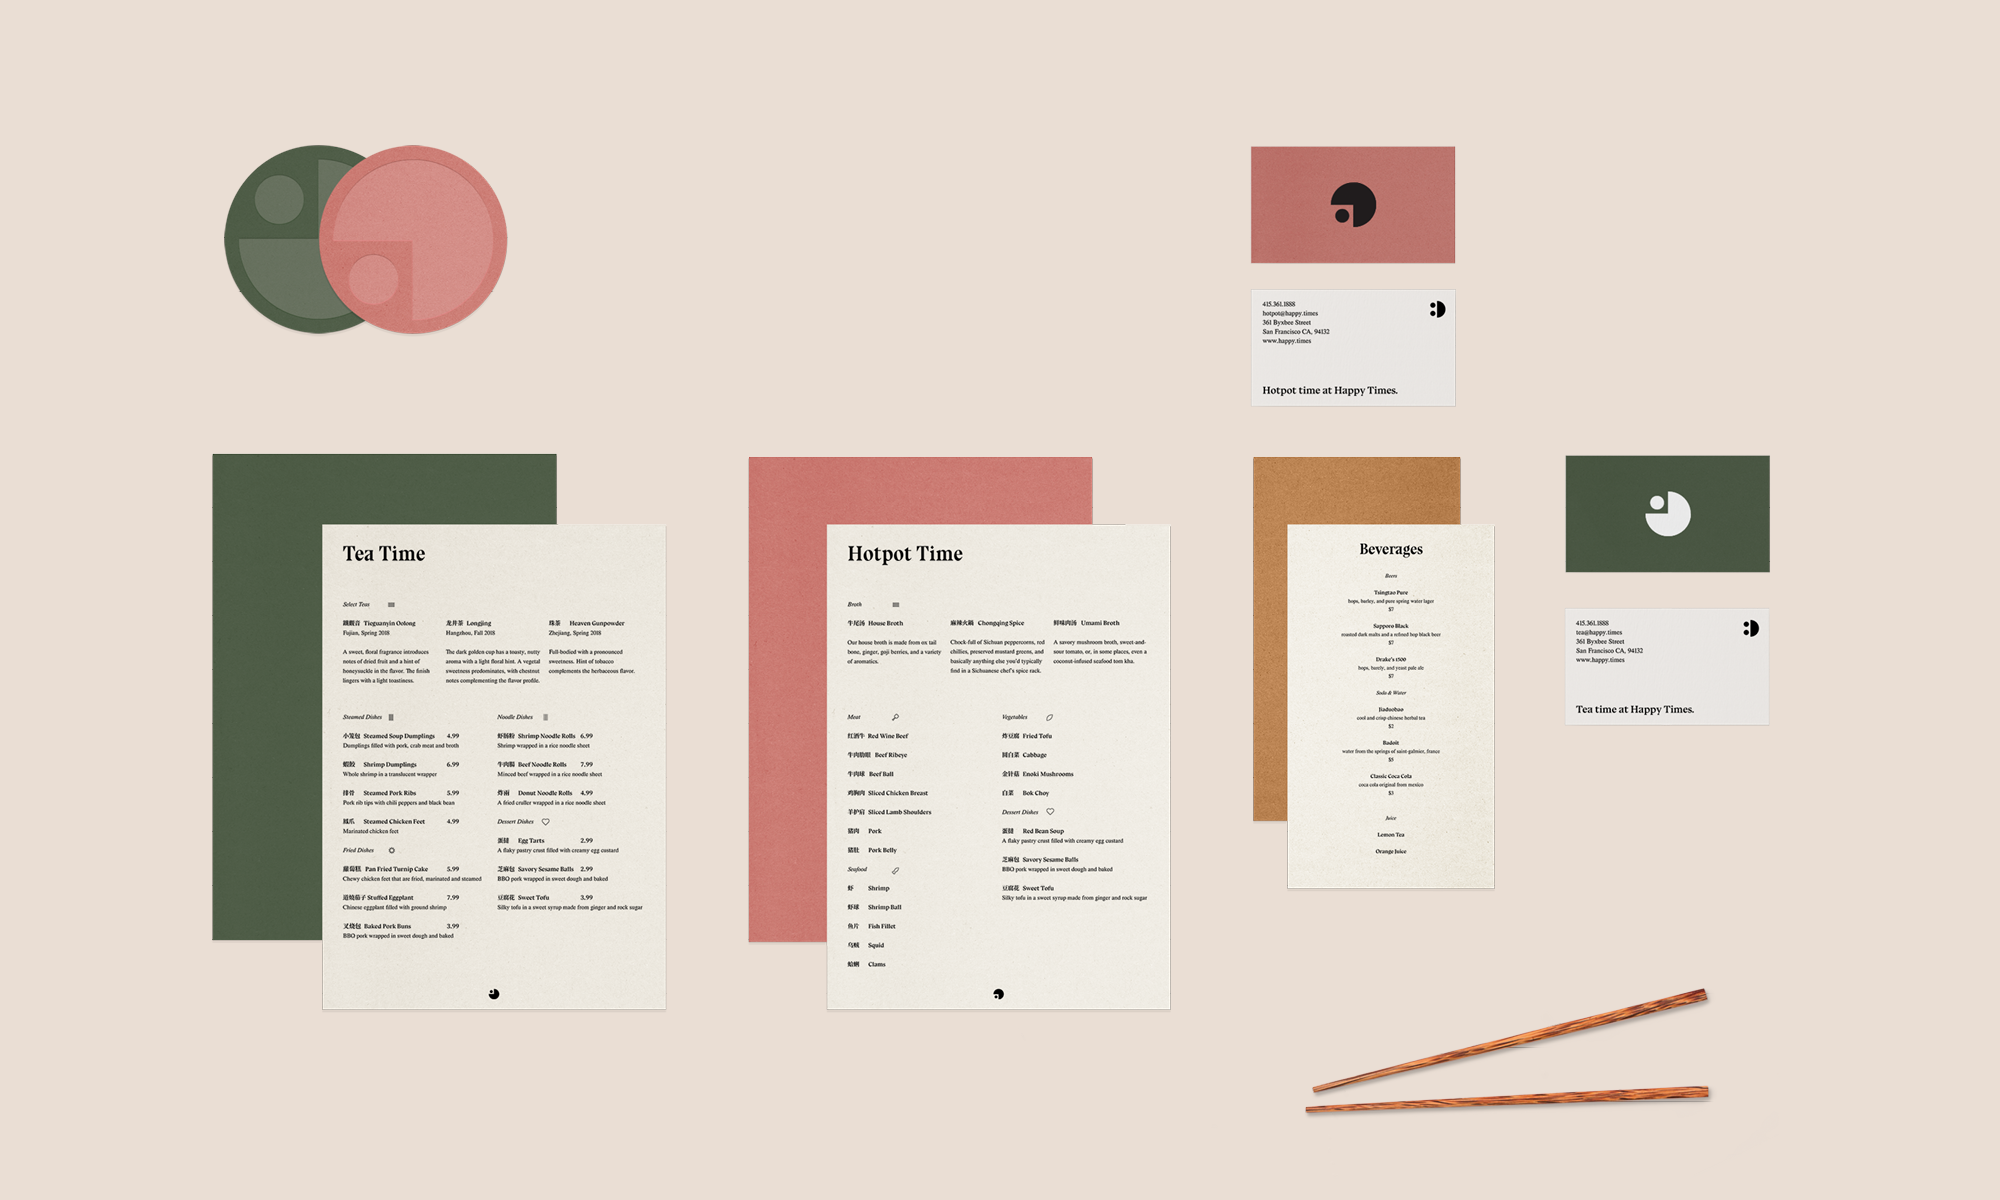 415.361.1888
hotpot@happy.times
361 Byxbee Street
San Francisco CA, 94132
www.happy.times
Hotpot time at Happy Times.
Tea Time
Select Teas
鐵觀音 Tieguanyin Oolong
Fujian, Spring 2018
A sweet, floral fragrance introduces
notes of dried fruit and a hint of
honeysuckle in the flavor. The finish
lingers with a light toastiness.
龙井茶 Longjing
Hangzhou, Fall 2018
The dark golden cup has a toasty, nutty
aroma with a light floral hint. A vegetal
sweetness predominates, with chestnut
notes complementing the flavor profile.
珠茶 Heaven Gunpowder
Zhejiang, Spring 2018
Full-bodied with a pronounced
sweetness. Hint of tobacco
complements the herbaceous flavor.
Steamed Dishes
小笼包 Steamed Soup Dumplings 4.99
Dumplings filled with pork, crab meat and broth
蝦餃 Shrimp Dumplings 6.99
Whole shrimp in a translucent wrapper
排骨 Steamed Pork Ribs 5.99
Pork rib tips with chili peppers and black bean
鳳爪 Steamed Chicken Feet 4.99
Marinated chicken feet
Fried Dishes
蘿蔔糕 Pan Fried Turnip Cake 5.99
Chewy chicken feet that are fried, marinated and steamed
Stuffed Eggplant 7.99
Chinese eggplant filled with ground shrimp
叉烧包 Baked Pork Buns 3.99
BBQ pork wrapped in sweet dough and baked
Noodle Dishes
虾肠粉 Shrimp Noodle Rolls 6.99
Shrimp wrapped in a rice noodle sheet
牛肉腸 Beef Noodle Rolls 7.99
Minced beef wrapped in a rice noodle sheet
Donut Noodle Rolls 4.99
A fried cruller wrapped in a rice noodle sheet
Dessert Dishes
蛋撻 Egg Tarts 2.99
A flaky pastry crust filled with creamy egg custard
芝麻包 Savory Sesame Balls 2.99
BBQ pork wrapped in sweet dough and baked
豆腐花 Sweet Tofu 3.99
Silky tofu in a sweet syrup made from ginger and rock sugar
Hotpot Time
Broth
牛尾汤 House Broth
Our house broth is made from ox tail
bone, ginger, goji berries, and a variety
of aromatics.
麻辣火鍋 Chongqing Spice
Chock-full of Sichuan peppercorns, red
chillies, preserved mustard greens, and
basically anything else you'd typically
find in a Sichuanese chef's spice rack.
鲜味肉汤 Umami Broth
A savory mushroom broth, sweet-and-
sour tomato, or, in some places, even a
coconut-infused seafood tom kha.
Meat
红酒牛 Red Wine Beef
牛肉肋眼 Beef Ribeye
牛肉球 Beef Ball
鸡胸肉 Sliced Chicken Breast
羊护肩 Sliced Lamb Shoulders
猪肉 Pork
猪肚 Pork Belly
Seafood
虾 Shrimp
虾球 Shrimp Ball
鱼片 Fish Fillet
乌贼 Squid
蛤蜊 Clams
Vegetables
炸豆腐 Fried Tofu
圆白菜 Cabbage
金针菇 Enoki Mushrooms
白菜 Bok Choy
Dessert Dishes
蛋撻 Red Bean Soup
A flaky pastry crust filled with creamy egg custard
芝麻包 Savory Sesame Balls
BBQ pork wrapped in sweet dough and baked
豆腐花 Sweet Tofu
Silky tofu in a sweet syrup made from ginger and rock sugar
Beverages
Beers
Tsingtao Pure
hops, barley, and pure spring water lager
$7
Sapporo Black
roasted dark malts and a refined hop black beer
$7
Drake's 1500
hops, barely, and yeast pale ale
$7
Soda & Water
Jiaduobao
cool and crisp chinese herbal tea
$2
Badoit
water from the springs of saint-galmier, france
$5
Classic Coca Cola
coca cola original from mexico
$3
Juice
Lemon Tea
Orange Juice
415.361.1888
tea@happy.times
361 Byxbee Street
San Francisco CA, 94132
www.happy.times
Tea time at Happy Times.